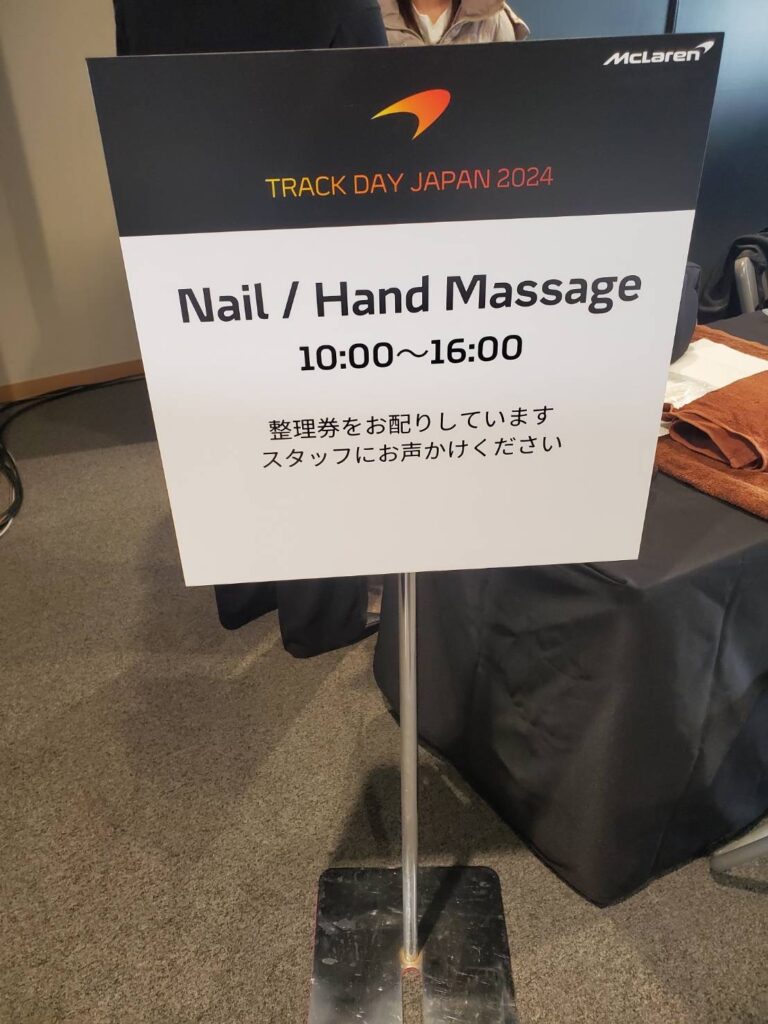 McLaren
TRACK DAY JAPAN 2024
Nail / Hand Massage
10:00〜16:00
整理券をお配りしています
スタッフにお声かけください